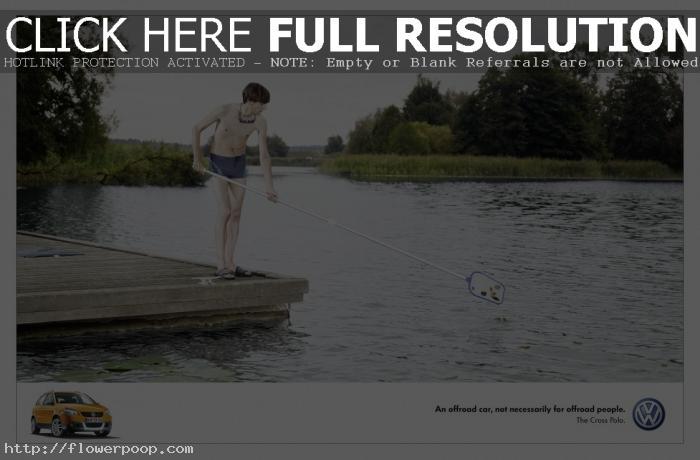 CLICK HERE FULL RESOLUTION
HOTLINK PROTECTION ACTIVATED - NOTE: Empty or Blank Referrals are not Allowed
An offroad car, not necessarily for offroad people.
The Cross Polo.
http://flowerpoop.com